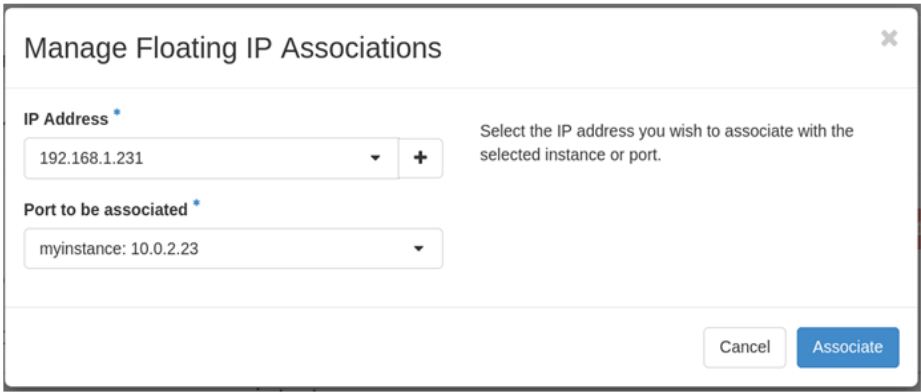 Manage Floating IP Associations
IP Address *
192.168.1.231
Select the IP address you wish to associate with the
selected instance or port.
Port to be associated *
myinstance: 10.0.2.23
Cancel
Associate